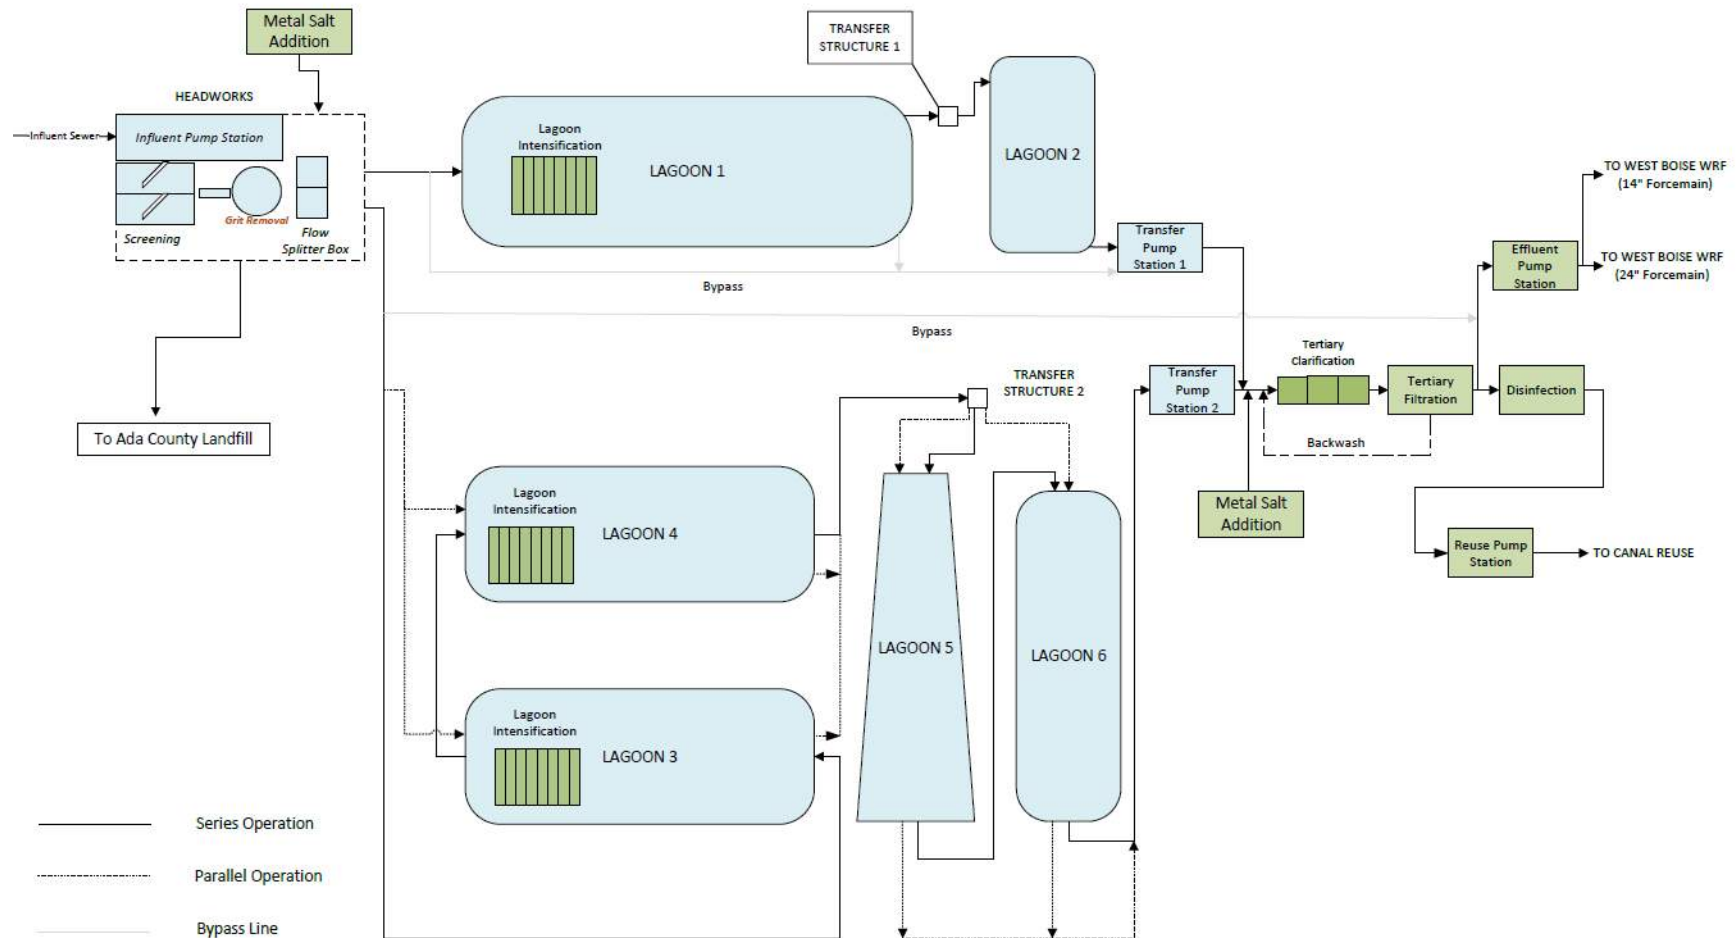 Metal Salt
Addition
TRANSFER
STRUCTURE 1
HEADWORKS
Influent Sewer
Influent Pump Station
Screening
Grit Removal
Flow
Splitter Box
Lagoon
Intensification
LAGOON 1
LAGOON 2
Transfer
Pump
Station 1
Bypass
Effluent
Pump
Station
TO WEST BOISE WRF
(14" Forcemain)
TO WEST BOISE WRF
(24" Forcemain)
Bypass
To Ada County Landfill
TRANSFER
STRUCTURE 2
Transfer
Pump
Station 2
Tertiary
Clarification
Tertiary
Filtration
Disinfection
Backwash
Metal Salt
Addition
Reuse Pump
Station
TO CANAL REUSE
Lagoon
Intensification
LAGOON 4
LAGOON 5
LAGOON 6
Lagoon
Intensification
LAGOON 3
Series Operation
Parallel Operation
Bypass Line